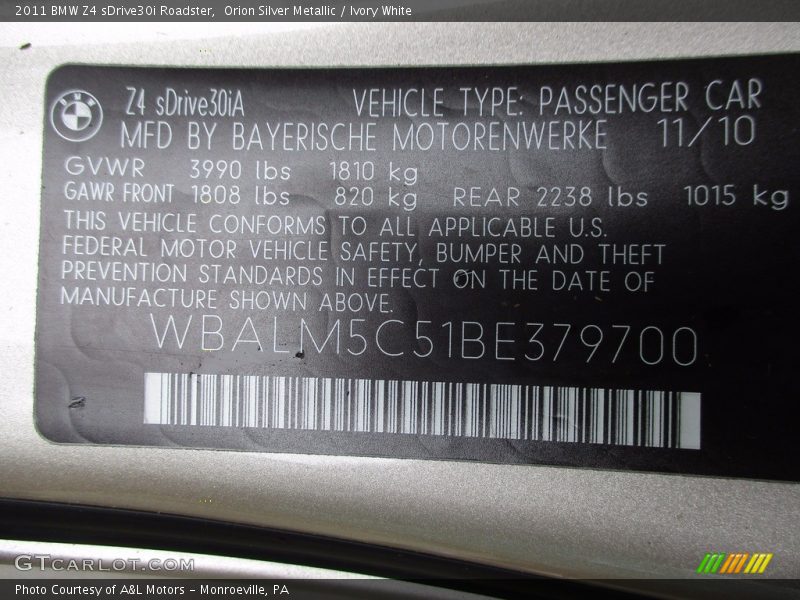 2011 BMW Z4 sDrive30i Roadster,  Orion Silver Metallic / Ivory White
BMW
Z4 sDrive30iA VEHICLE TYPE: PASSENGER CAR
MFD BY BAYERISCHE MOTORENWERKE 11/10
GVWR 3990 lbs 1810 kg
GAWR FRONT 1808 lbs 820 kg REAR 2238 lbs 1015 kg
THIS VEHICLE CONFORMS TO ALL APPLICABLE U.S.
FEDERAL MOTOR VEHICLE SAFETY, BUMPER AND THEFT
PREVENTION STANDARDS IN EFFECT ON THE DATE OF
MANUFACTURE SHOWN ABOVE.
WBALM5C51BE379700
GTCarLot.com
Photo Courtesy of A&L Motors – Monroeville, PA